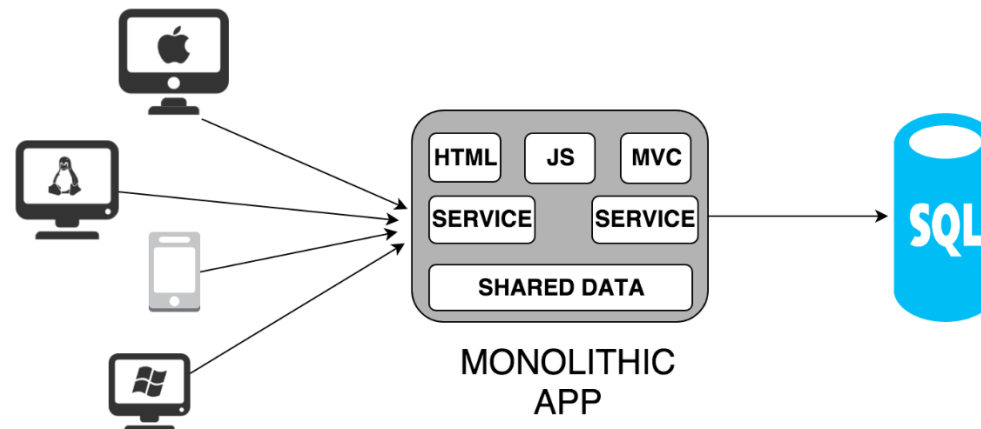 HTML
JS
MVC
SERVICE
SERVICE
SHARED DATA
MONOLITHIC
APP
SQL